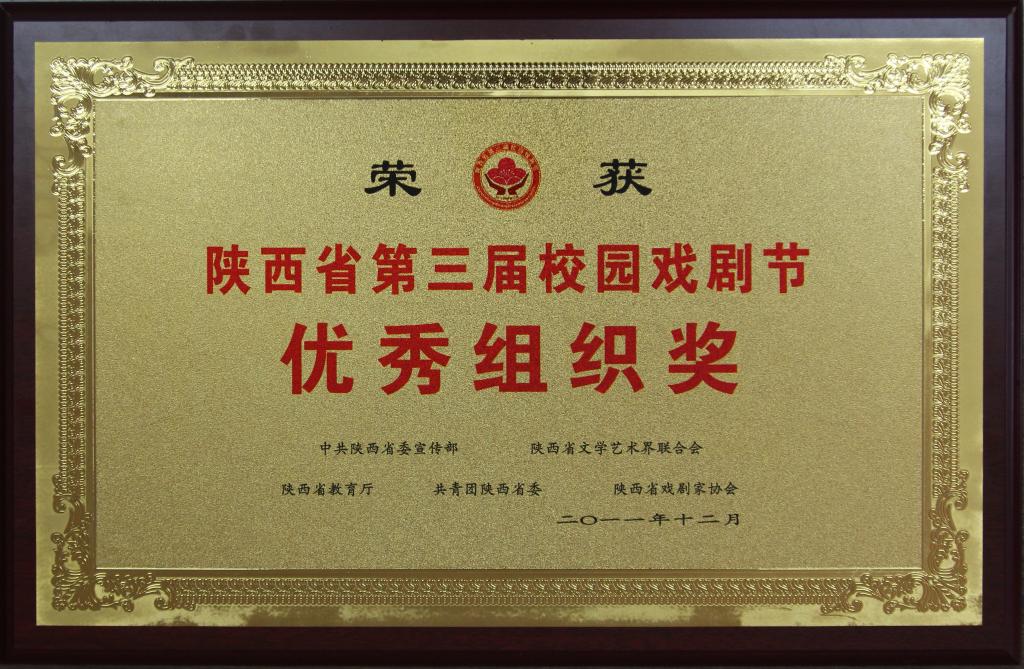 荣 获
陕西省第三届校园戏剧节
优秀组织奖
中共陕西省委宣传部 陕西省文学艺术界联合会
陕西省教育厅 共青团陕西省委 陕西省戏剧家协会
二〇一一年十二月